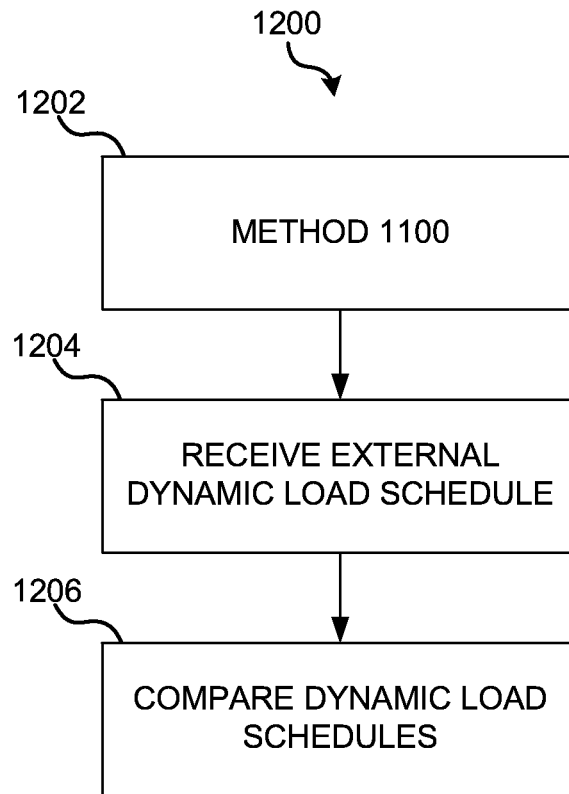 1200
1202
METHOD 1100
1204
RECEIVE EXTERNAL
DYNAMIC LOAD SCHEDULE
1206
COMPARE DYNAMIC LOAD
SCHEDULES